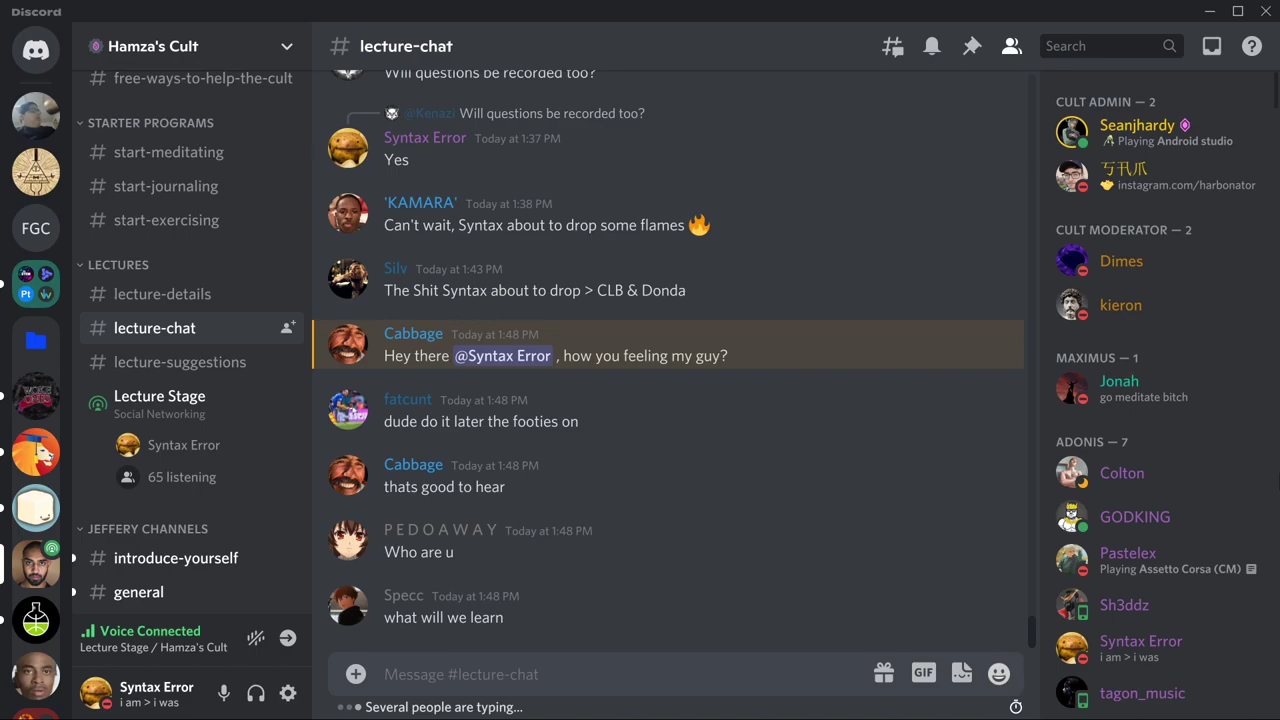 Discord
Hamza's Cult
free-ways-to-help-the-cult
STARTER PROGRAMS
start-meditating
start-journaling
start-exercising
LECTURES
lecture-details
lecture-chat
lecture-suggestions
Lecture Stage
Social Networking
Syntax Error
65 listening
JEFFERY CHANNELS
introduce-yourself
general
Voice Connected
Lecture Stage / Hamza's Cult
Syntax Error
i am > i was
FGC
lecture-chat
Search
Will questions be recorded too?
@Kenazi Will questions be recorded too?
Syntax Error Today at 1:37 PM
Yes
'KAMARA' Today at 1:38 PM
Can't wait, Syntax about to drop some flames 🔥
Silv Today at 1:43 PM
The Shit Syntax about to drop > CLB & Donda
Cabbage Today at 1:48 PM
Hey there @Syntax Error , how you feeling my guy?
fatcunt Today at 1:48 PM
dude do it later the footies on
Cabbage Today at 1:48 PM
thats good to hear
P E D O A W A Y Today at 1:48 PM
Who are u
Specc Today at 1:48 PM
what will we learn
Message #lecture-chat
GIF
Several people are typing...
CULT ADMIN — 2
Seanjhardy
Playing Android studio
instagram.com/harbonator
CULT MODERATOR — 2
Dimes
kieron
MAXIMUS — 1
Jonah
go meditate bitch
ADONIS — 7
Colton
GODKING
Pastelex
Playing Assetto Corsa (CM)
Sh3ddz
Syntax Error
i am > i was
tagon_music